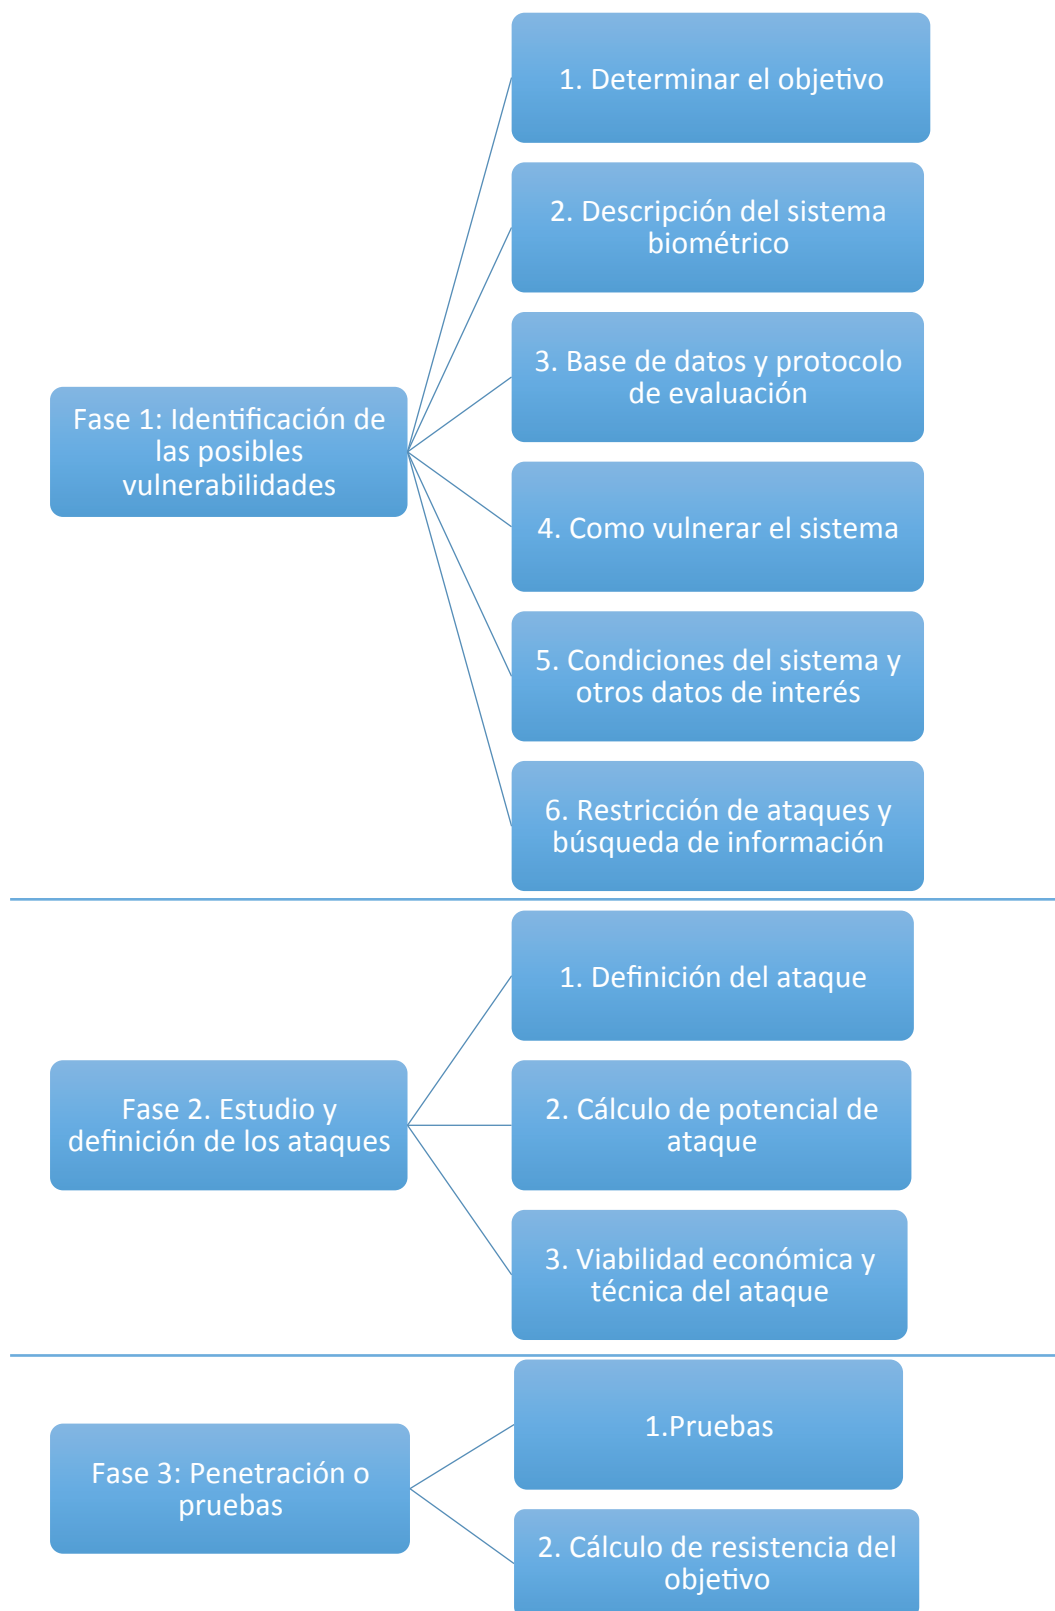 1. Determinar el objetivo
2. Descripción del sistema
biométrico
3. Base de datos y protocolo
de evaluación
Fase 1: Identificación de
las posibles
vulnerabilidades
4. Como vulnerar el sistema
5. Condiciones del sistema y
otros datos de interés
6. Restricción de ataques y
búsqueda de información
1. Definición del ataque
Fase 2. Estudio y
definición de los ataques
2. Cálculo de potencial de
ataque
3. Viabilidad económica y
técnica del ataque
1.Pruebas
Fase 3: Penetración o
pruebas
2. Cálculo de resistencia del
objetivo